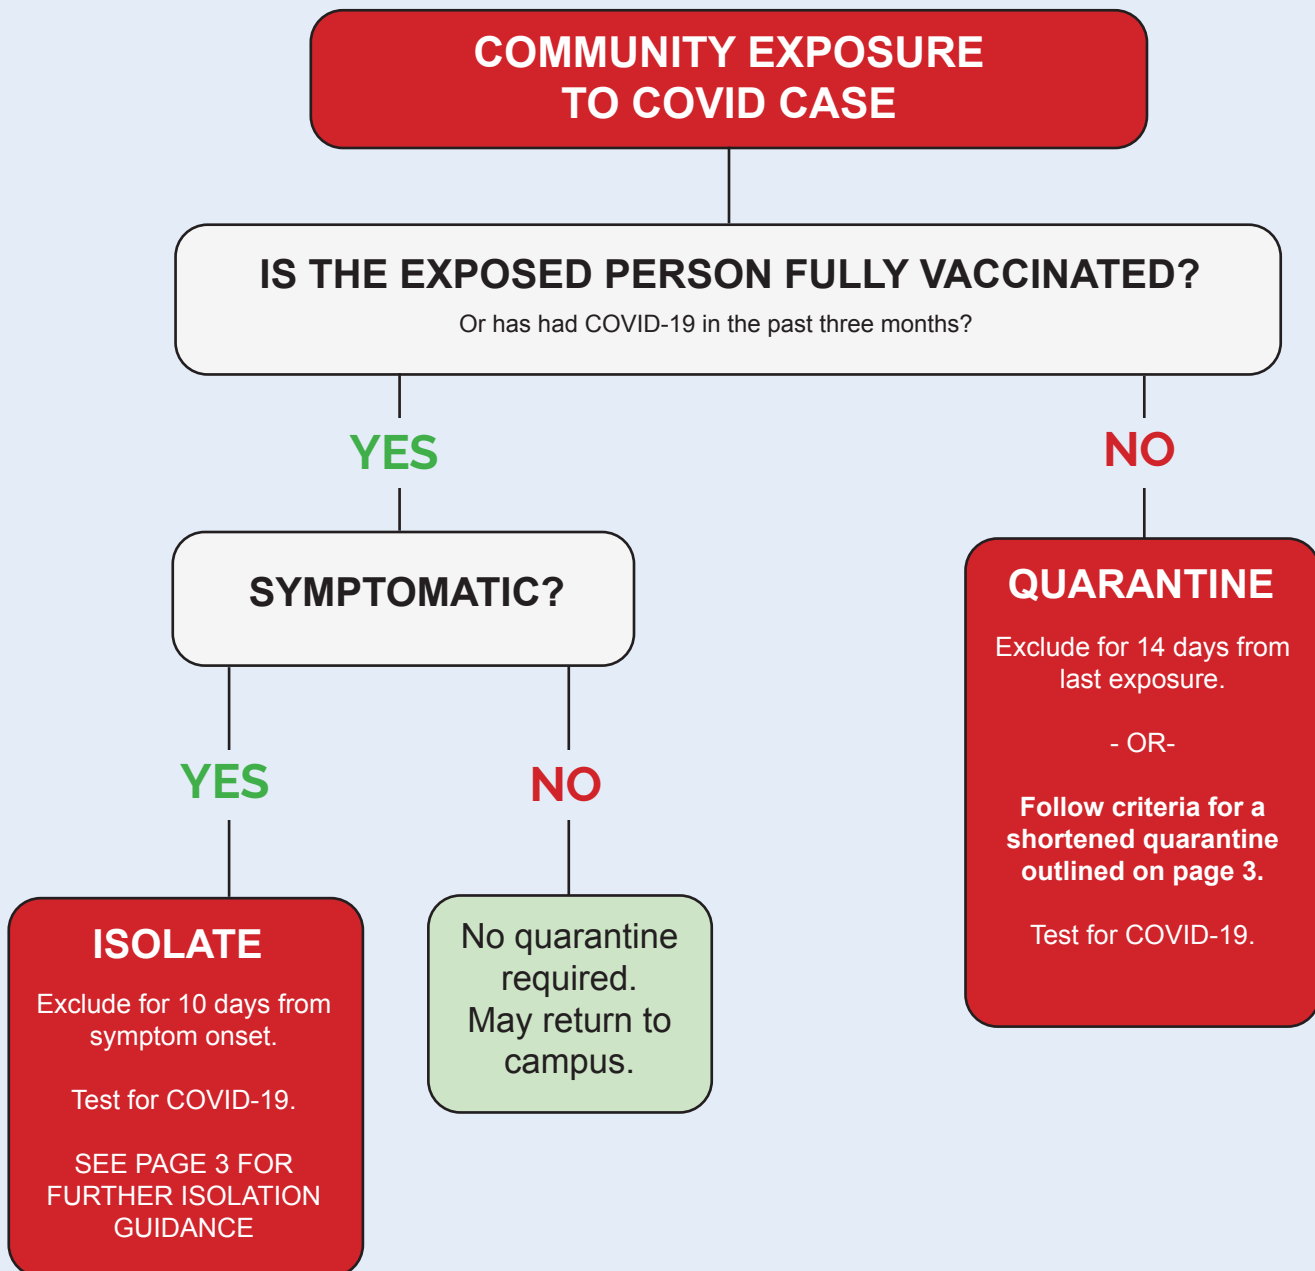 COMMUNITY EXPOSURE
TO COVID CASE
IS THE EXPOSED PERSON FULLY VACCINATED?
Or has had COVID-19 in the past three months?
YES
NO
SYMPTOMATIC?
YES
NO
ISOLATE
Exclude for 10 days from
symptom onset.
Test for COVID-19.
SEE PAGE 3 FOR
FURTHER ISOLATION
GUIDANCE
No quarantine
required.
May return to
campus.
QUARANTINE
Exclude for 14 days from
last exposure.
- OR-
Follow criteria for a
shortened quarantine
outlined on page 3.
Test for COVID-19.